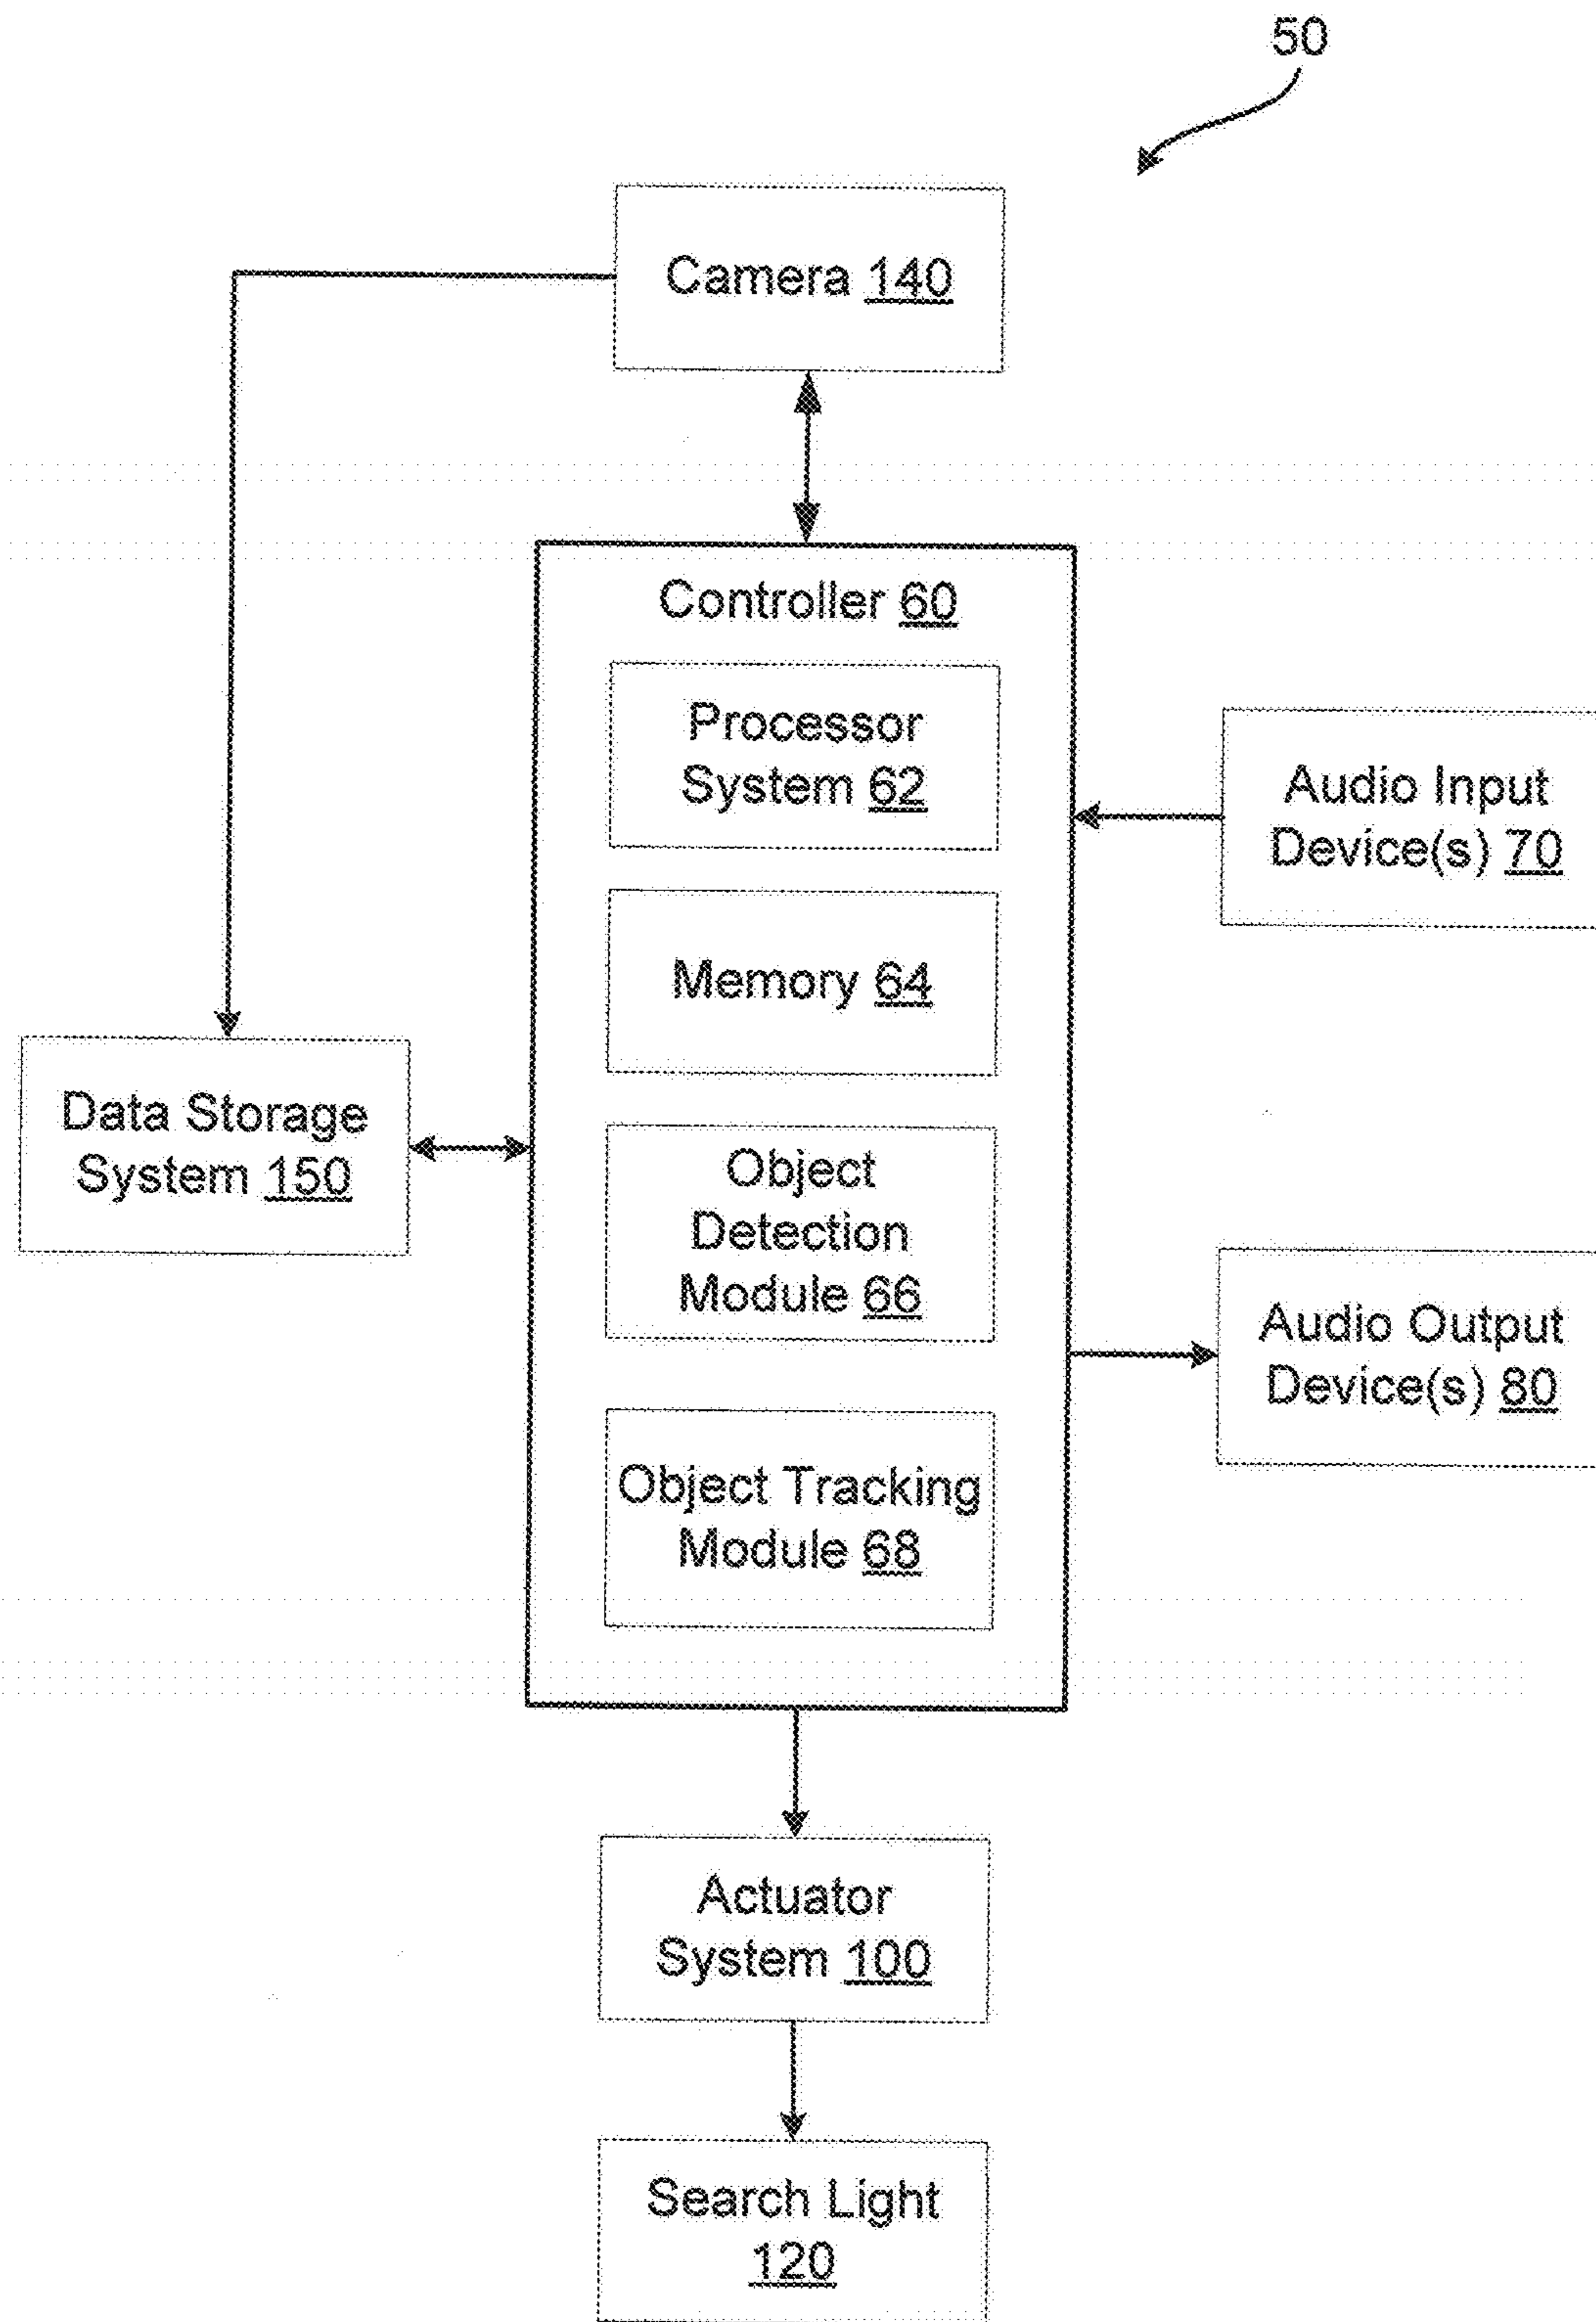 50
Camera 140
Controller 60
Processor
System 62
Audio Input
Device(s) 70
Memory 64
Data Storage
System 150
Object
Detection
Module 66
Audio Output
Device(s) 80
Object Tracking
Module 68
Actuator
System 100
Search Light
120